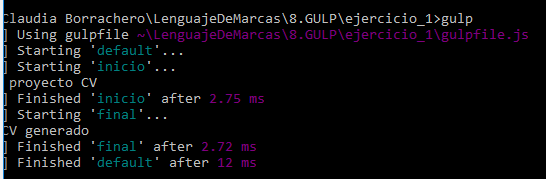 Claudia Borrachero\LenguajeDeMarcas\8.GULP\ejercicio_1>gulp
] Using gulpfile ~\LenguajeDeMarcas\8.GULP\ejercicio_1\gulpfile.js
] Starting 'default'...
] Starting 'inicio'...
proyecto CV
] Finished 'inicio' after 2.75 ms
] Starting 'final'...
CV generado
] Finished 'final' after 2.72 ms
] Finished 'default' after 12 ms